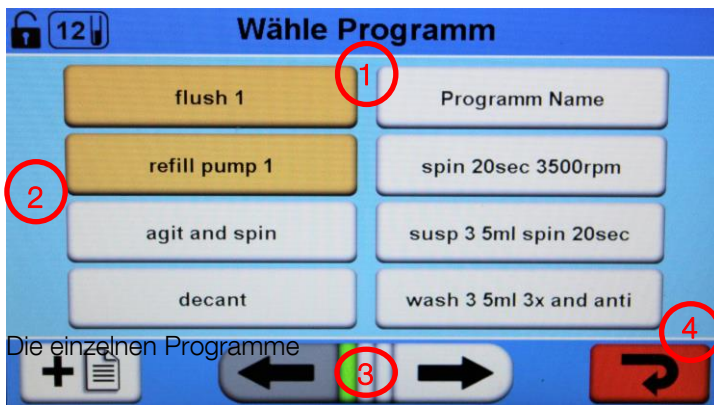 12
Wähle Programm
1
flush 1
Programm Name
refill pump 1
spin 20sec 3500rpm
2
agit and spin
susp 3 5ml spin 20sec
decant
wash 3 5ml 3x and anti
4
Die einzelnen Programme
3